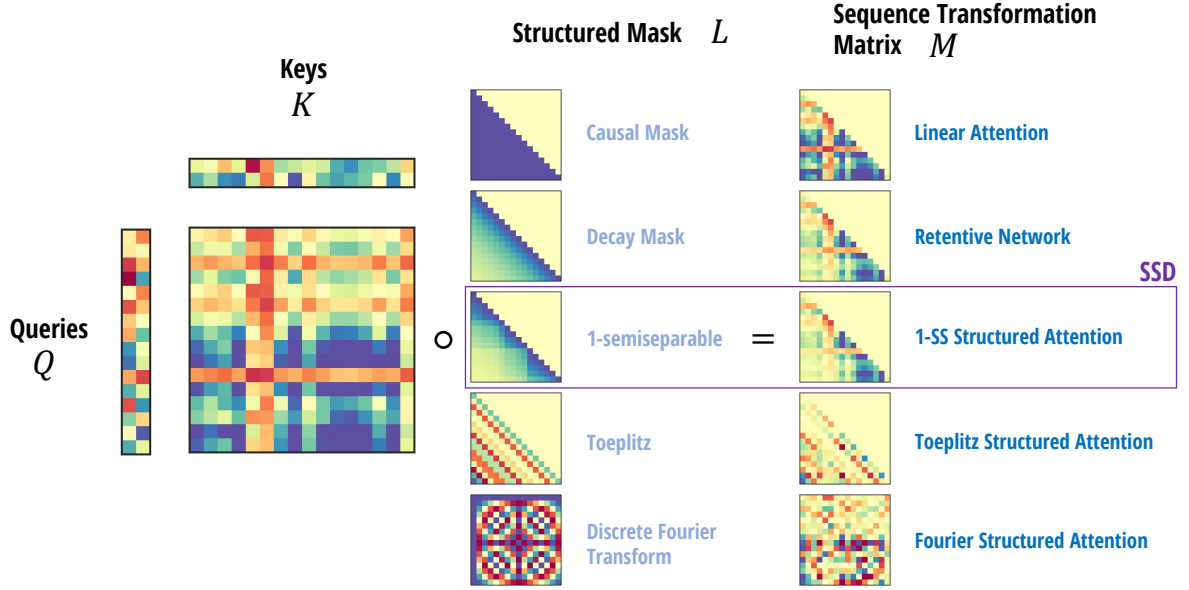 Structured Mask L
Sequence Transformation
Matrix M
Keys
K
Causal Mask
Linear Attention
Decay Mask
Retentive Network
SSD
Queries
Q
∘
1-semiseparable
=
1-SS Structured Attention
Toeplitz
Toeplitz Structured Attention
Discrete Fourier
Transform
Fourier Structured Attention